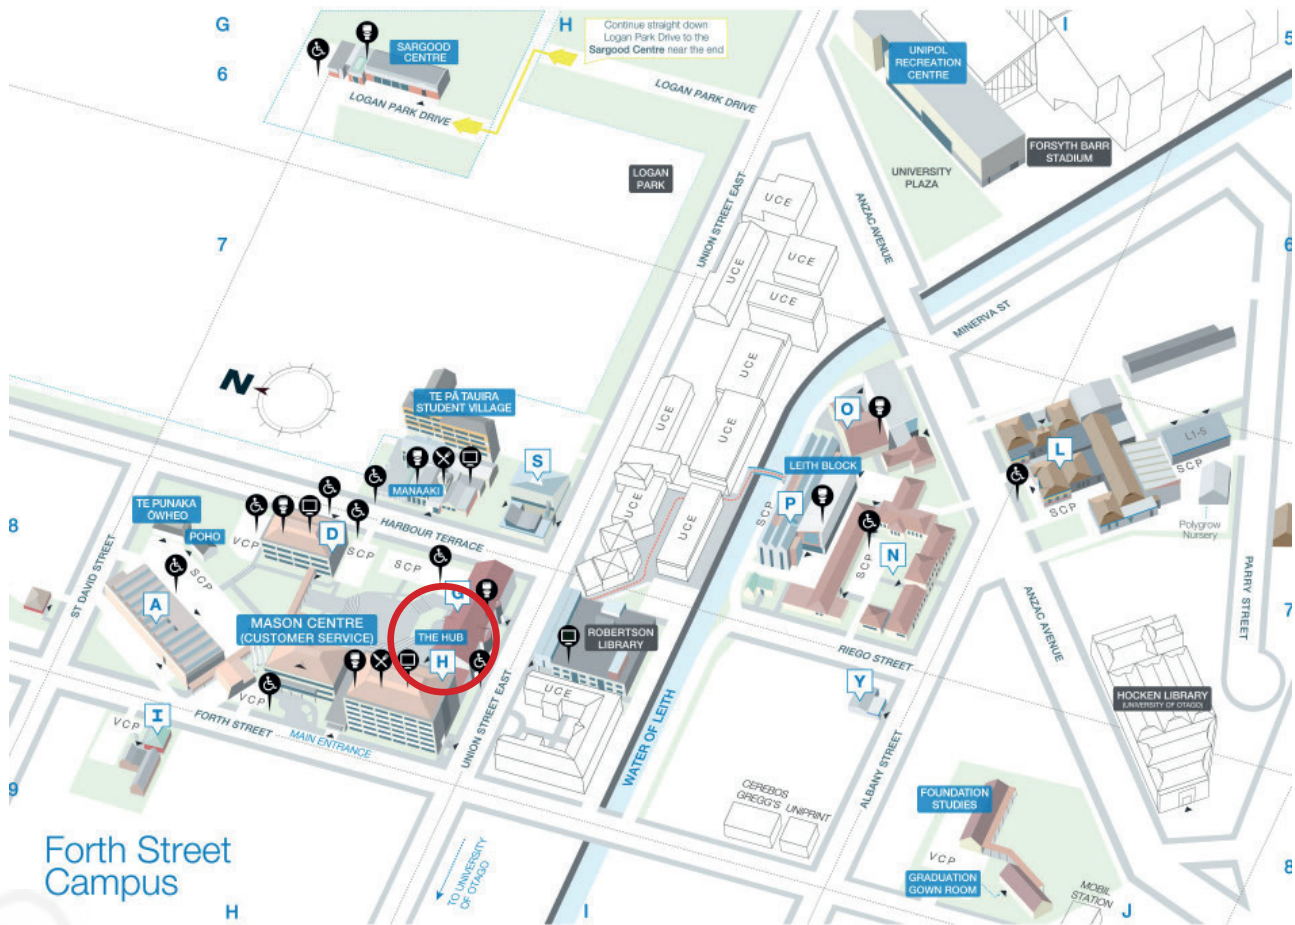 G
H
I
5
Continue straight down
Logan Park Drive to the
Sargood Centre near the end
SARGOOD
CENTRE
6
UNIPOL
RECREATION
CENTRE
LOGAN PARK DRIVE
LOGAN PARK DRIVE
FORSYTH BARR
STADIUM
UNIVERSITY
PLAZA
LOGAN
PARK
UNION STREET EAST
ANZAC AVENUE
UCE
7
UCE
UCE
UCE
6
MINERVA ST
N
UCE
TE PĀ TAUIRA
STUDENT VILLAGE
UCE
UCE
O
L
L1-5
S
LEITH BLOCK
SCP
MANAAKI
UCE
P
SCP
SCP
TE PUNAKA
ŌWHEO
8
POHO
VCP
D
SCP
HARBOUR TERRACE
UCE
Polygrow
Nursery
SCP
N
SCP
SCP
ST DAVID STREET
A
G
PARRY STREET
7
MASON CENTRE
(CUSTOMER SERVICE)
THE HUB
H
ROBERTSON
LIBRARY
RIEGO STREET
ANZAC AVENUE
Y
UCE
HOCKEN LIBRARY
(UNIVERSITY OF OTAGO)
VCP
VCP
I
FORTH STREET
MAIN ENTRANCE
UNION STREET EAST
WATER OF LEITH
ALBANY STREET
9
CEREBOS
GREGG'S
UNIPRINT
FOUNDATION
STUDIES
Forth Street
Campus
TO UNIVERSITY
OF OTAGO
VCP
GRADUATION
GOWN ROOM
MOBIL
STATION
8
H
I
J